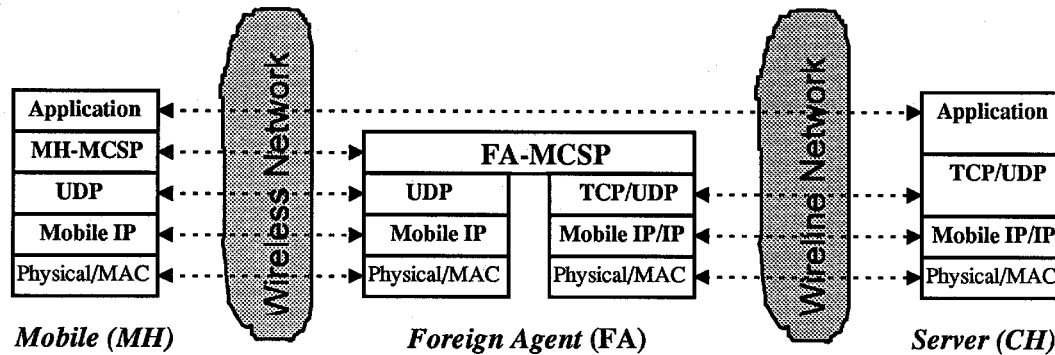 Application
MH-MCSP
UDP
Mobile IP
Physical/MAC
Mobile (MH)
Wireless Network
FA-MCSP
UDP
Mobile IP
Physical/MAC
TCP/UDP
Mobile IP/IP
Physical/MAC
Foreign Agent (FA)
Wireline Network
Application
TCP/UDP
Mobile IP/IP
Physical/MAC
Server (CH)